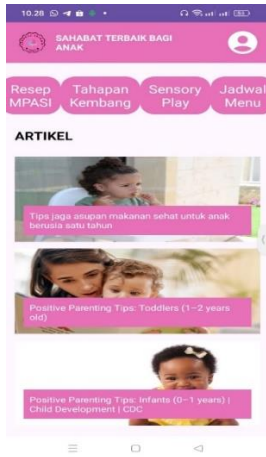 10.28
SAHABAT TERBAIK BAGI
ANAK
Resep
MPASI
Tahapan
Kembang
Sensory
Play
Jadwal
Menu
ARTIKEL
Tips jaga asupan makanan sehat untuk anak
berusia satu tahun
Positive Parenting Tips: Toddlers (1–2 years
old)
Positive Parenting Tips: Infants (0–1 years) |
Child Development | CDC